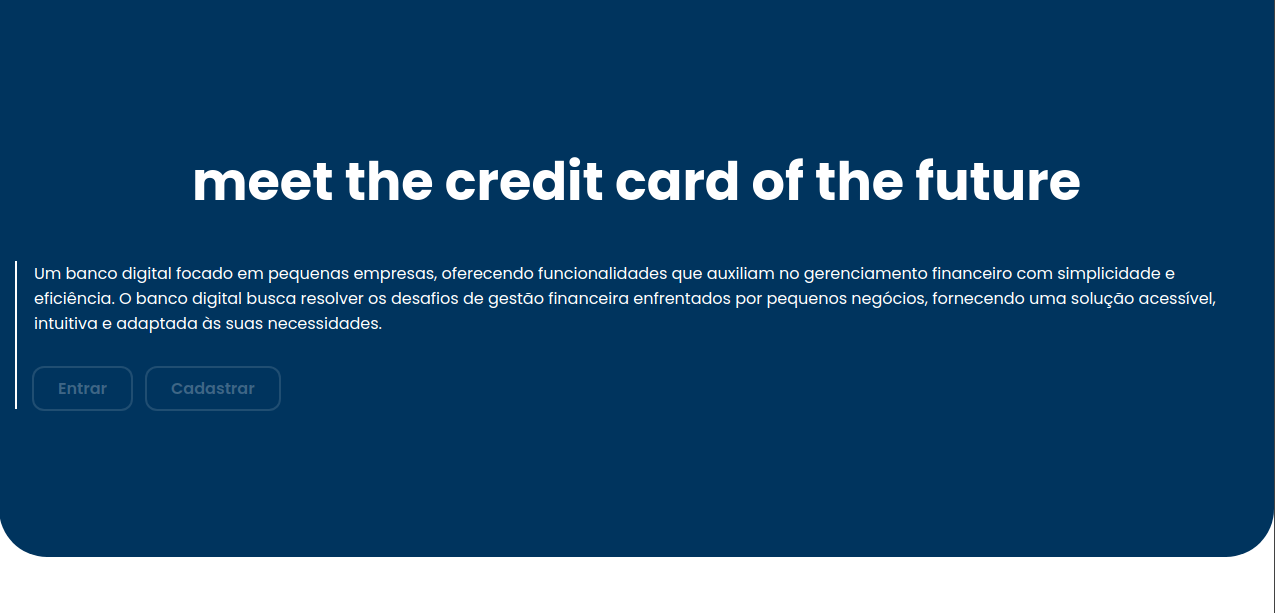 meet the credit card of the future
Um banco digital focado em pequenas empresas, oferecendo funcionalidades que auxiliam no gerenciamento financeiro com simplicidade e
eficiência. O banco digital busca resolver os desafios de gestão financeira enfrentados por pequenos negócios, fornecendo uma solução acessível,
intuitiva e adaptada às suas necessidades.
Entrar
Cadastrar